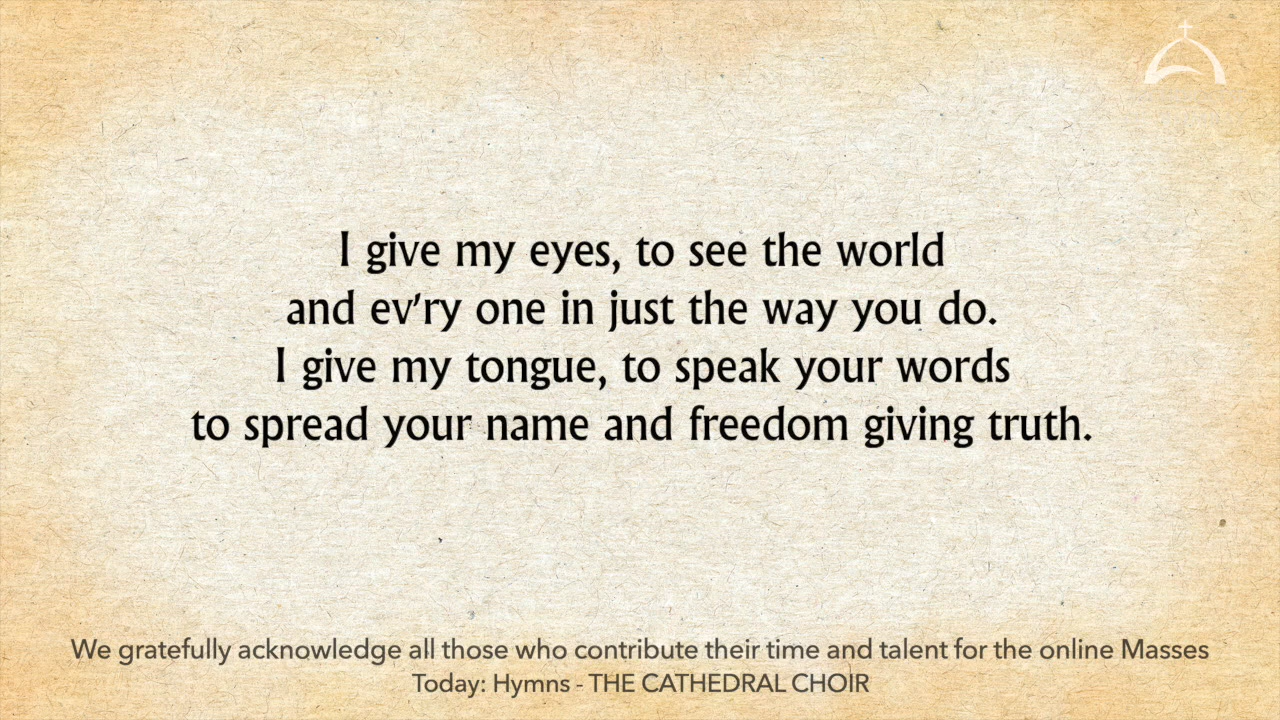 I give my eyes, to see the world
and ev’ry one in just the way you do.
I give my tongue, to speak your words
to spread your name and freedom giving truth.
We gratefully acknowledge all those who contribute their time and talent for the online Masses
Today: Hymns - THE CATHEDRAL CHOIR